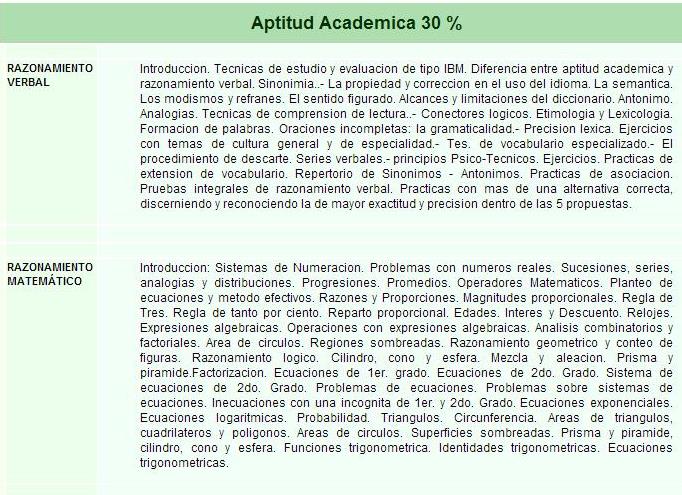 Aptitud Academica 30 %
RAZONAMIENTO
VERBAL
Introduccion. Tecnicas de estudio y evaluacion de tipo IBM. Diferencia entre aptitud academica y
razonamiento verbal. Sinonimia..- La propiedad y correccion en el uso del idioma. La semantica.
Los modismos y refranes. El sentido figurado. Alcances y limitaciones del diccionario. Antonimo.
Analogias. Tecnicas de comprension de lectura..- Conectores logicos. Etimologia y Lexicologia.
Formacion de palabras. Oraciones incompletas: la gramaticalidad.- Precision lexica. Ejercicios
con temas de cultura general y de especialidad.- Tes. de vocabulario especializado.- El
procedimiento de descarte. Series verbales.- principios Psico-Tecnicos. Ejercicios. Practicas de
extension de vocabulario. Repertorio de Sinonimos - Antonimos. Practicas de asociacion.
Pruebas integrales de razonamiento verbal. Practicas con mas de una alternativa correcta,
discerniendo y reconociendo la de mayor exactitud y precision dentro de las 5 propuestas.
RAZONAMIENTO
MATEMÁTICO
Introduccion: Sistemas de Numeracion. Problemas con numeros reales. Sucesiones, series,
analogias y distribuciones. Progresiones. Promedios. Operadores Matematicos. Planteo de
ecuaciones y metodo efectivos. Razones y Proporciones. Magnitudes proporcionales. Regla de
Tres. Regla de tanto por ciento. Reparto proporcional. Edades. Interes y Descuento. Relojes.
Expresiones algebraicas. Operaciones con expresiones algebraicas. Analisis combinatorios y
factoriales. Area de circulos. Regiones sombreadas. Razonamiento geometrico y conteo de
figuras. Razonamiento logico. Cilindro, cono y esfera. Mezcla y aleacion. Prisma y
piramide.Factorizacion. Ecuaciones de 1er. grado. Ecuaciones de 2do. Grado. Sistema de
ecuaciones de 2do. Grado. Problemas de ecuaciones. Problemas sobre sistemas de
ecuaciones. Inecuaciones con una incognita de 1er. y 2do. Grado. Ecuaciones exponenciales.
Ecuaciones logaritmicas. Probabilidad. Triangulos. Circunferencia. Areas de triangulos,
cuadrilateros y poligonos. Areas de circulos. Superficies sombreadas. Prisma y piramide,
cilindro, cono y esfera. Funciones trigonometrica. Identidades trigonometricas. Ecuaciones
trigonometricas.